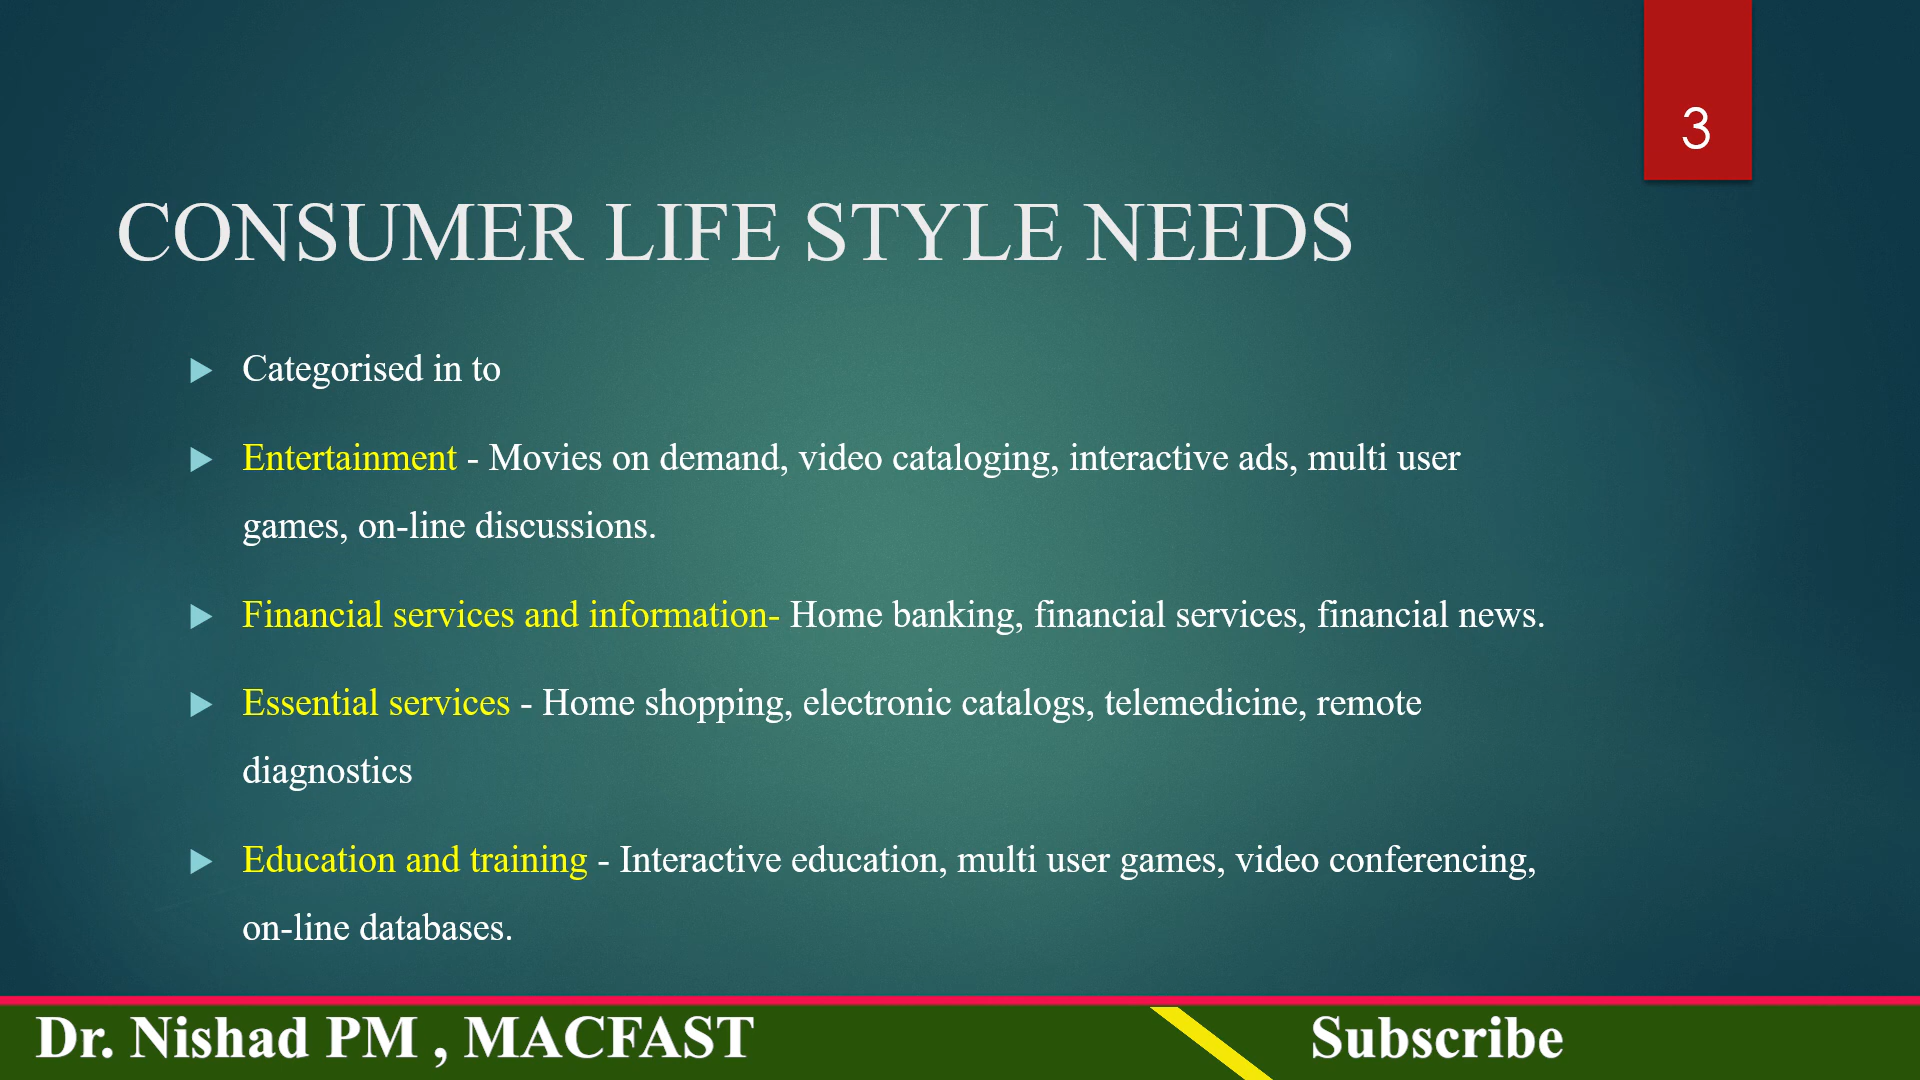 3
CONSUMER LIFE STYLE NEEDS
Categorised in to
Entertainment - Movies on demand, video cataloging, interactive ads, multi user
games, on-line discussions.
Financial services and information- Home banking, financial services, financial news.
Essential services - Home shopping, electronic catalogs, telemedicine, remote
diagnostics
Education and training - Interactive education, multi user games, video conferencing,
on-line databases.
Dr. Nishad PM , MACFAST
Subscribe